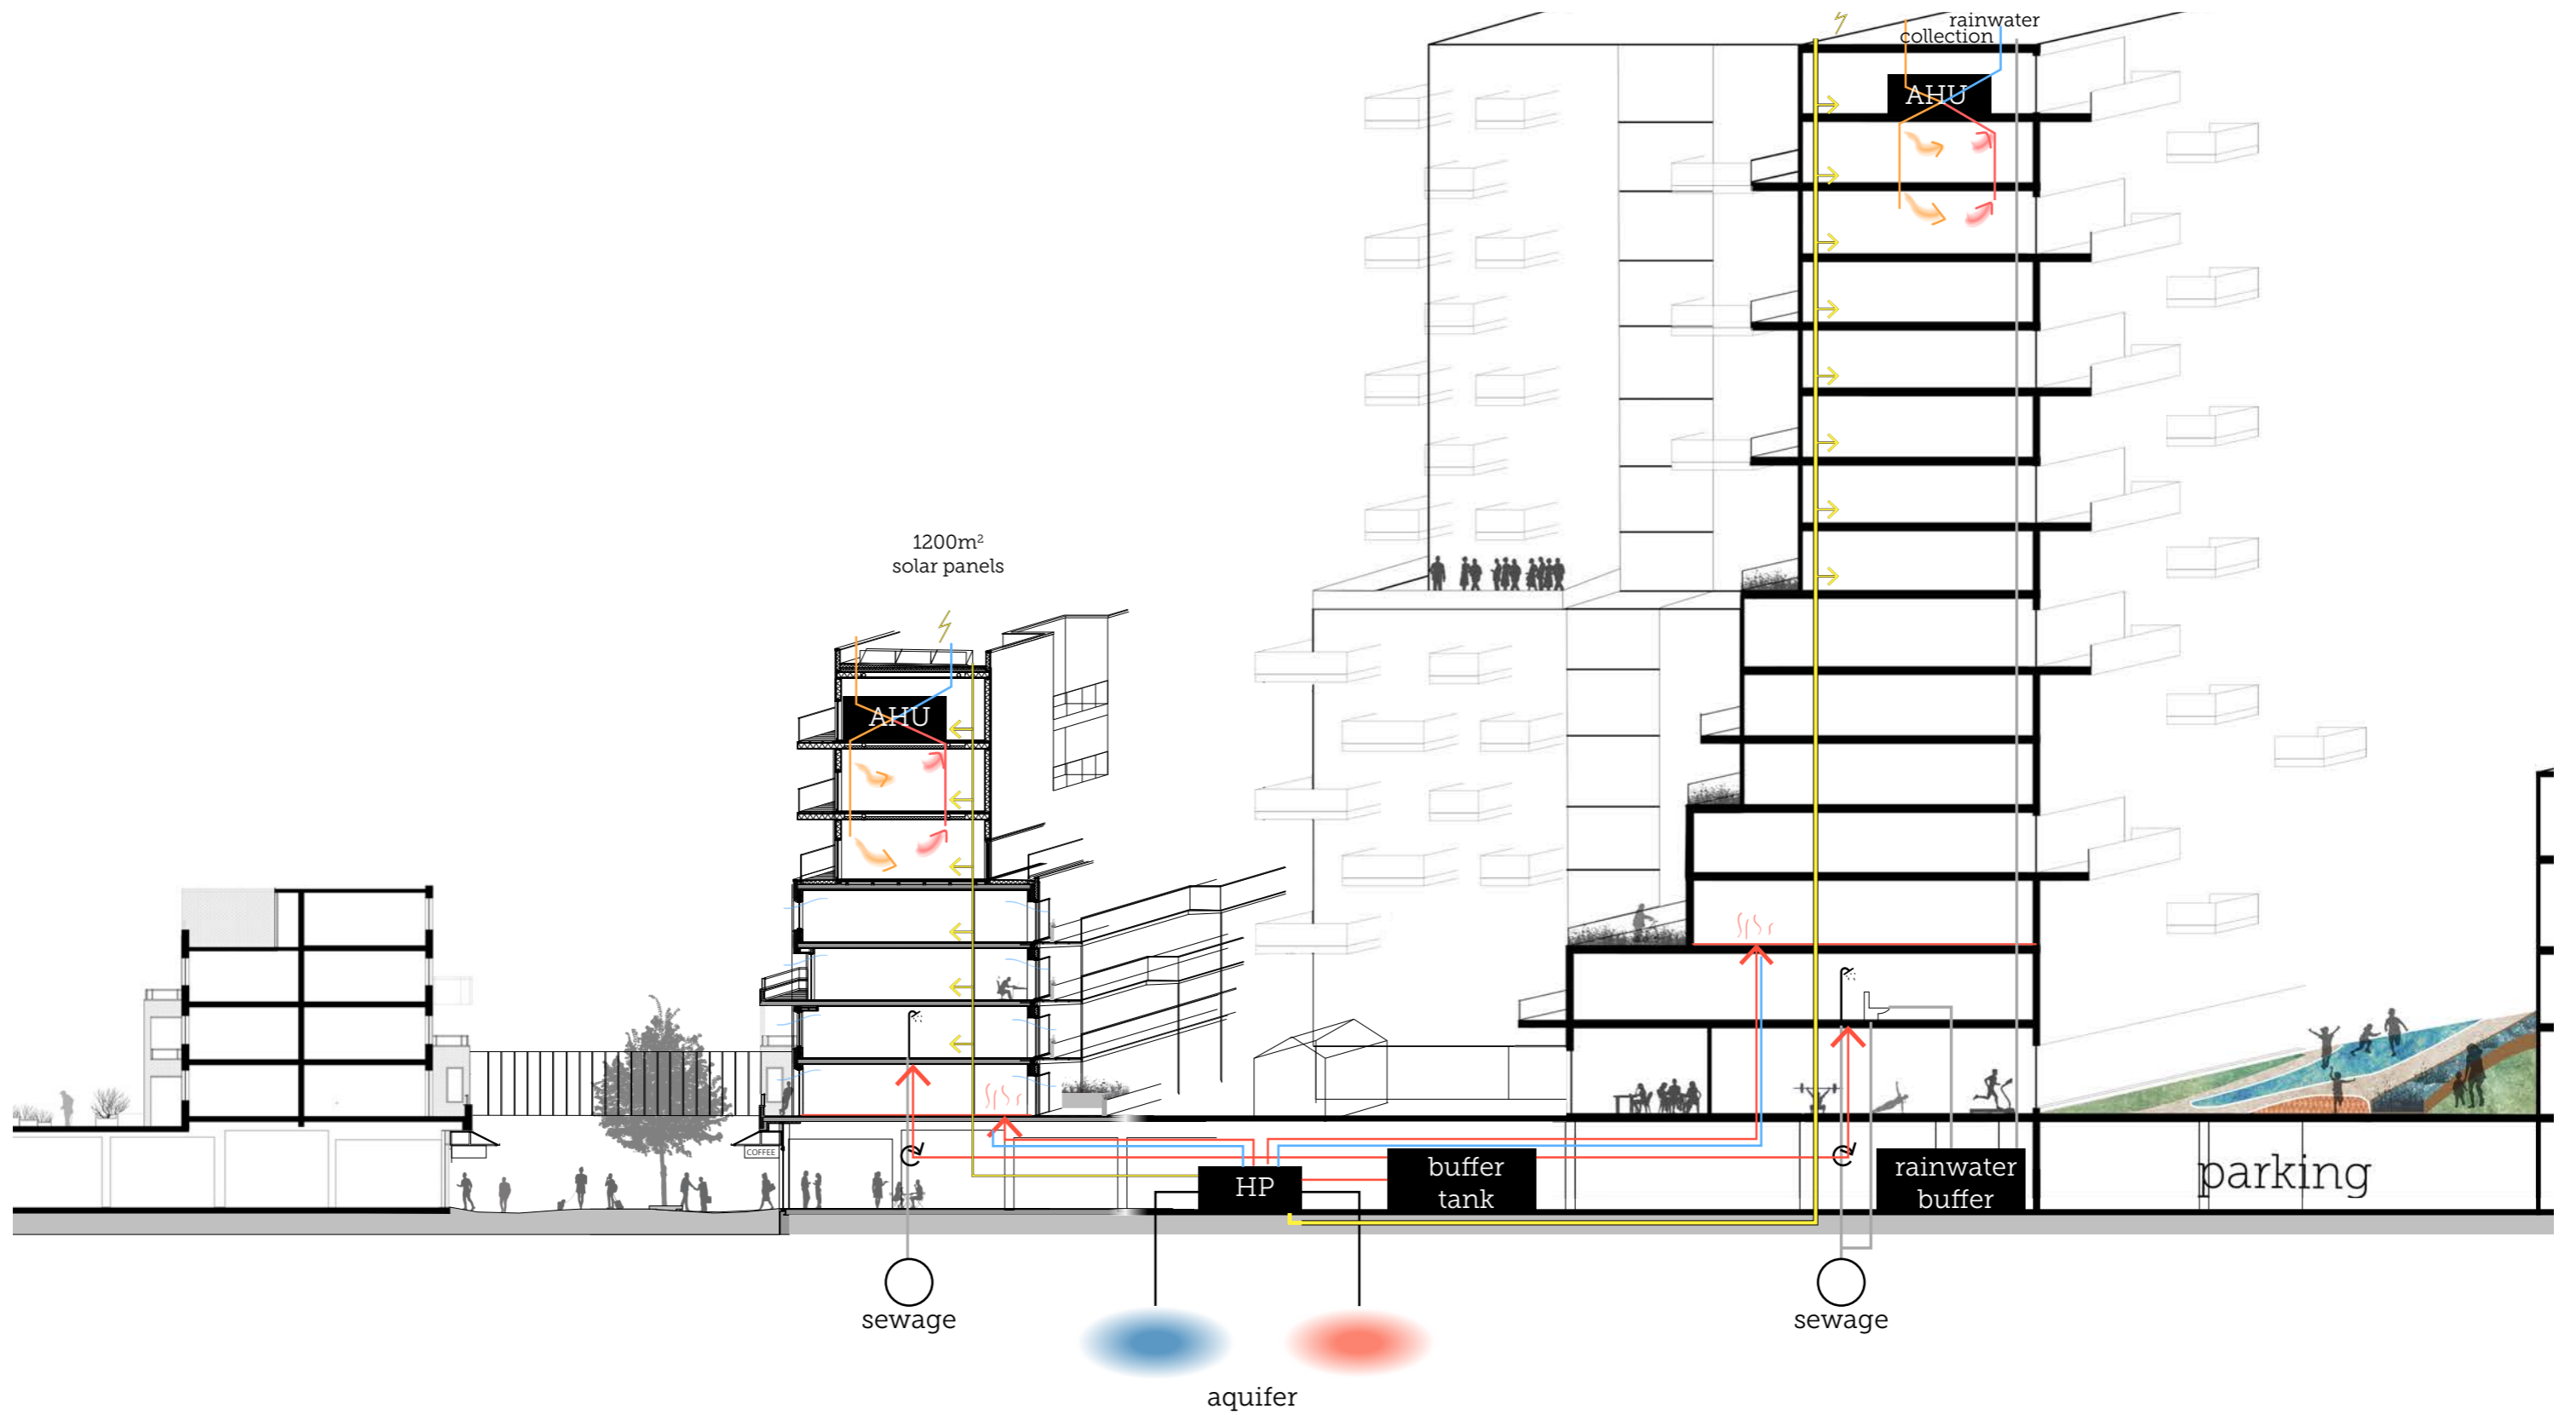 rainwater
collection
AHU
1200m²
solar panels
AHU
COFFEE
HP
buffer
tank
rainwater
buffer
parking
sewage
sewage
aquifer